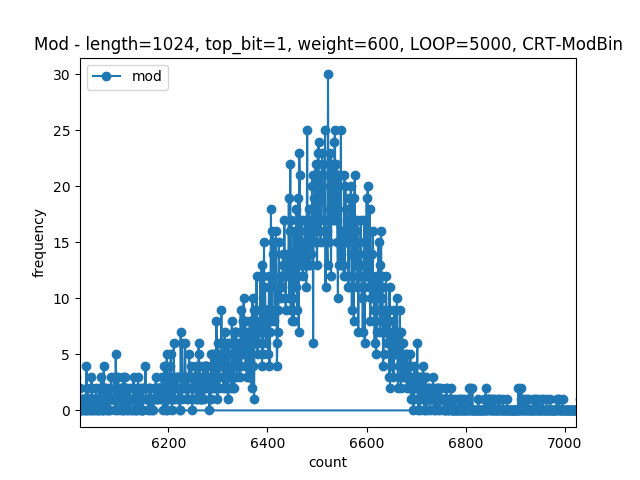 Mod - length=1024, top_bit=1, weight=600, LOOP=5000, CRT-ModBin
mod
30
25
20
15
10
5
0
frequency
6200 6400 6600 6800 7000
count